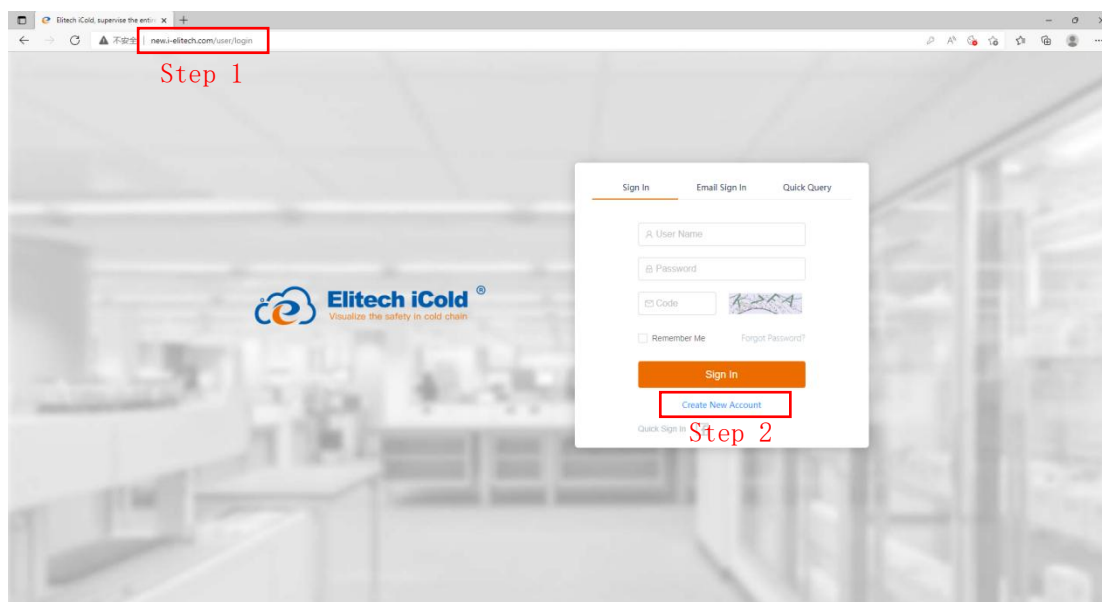 Elitech iCold, supervise the entir
不安全 | new.i-elitech.com/user/login
Step 1
Sign In Email Sign In Quick Query
User Name
Password
Code
Remember Me Forgot Password?
Sign In
Create New Account
Quick Sign In
Step 2
Elitech iCold ®
Visualize the safety in cold chain